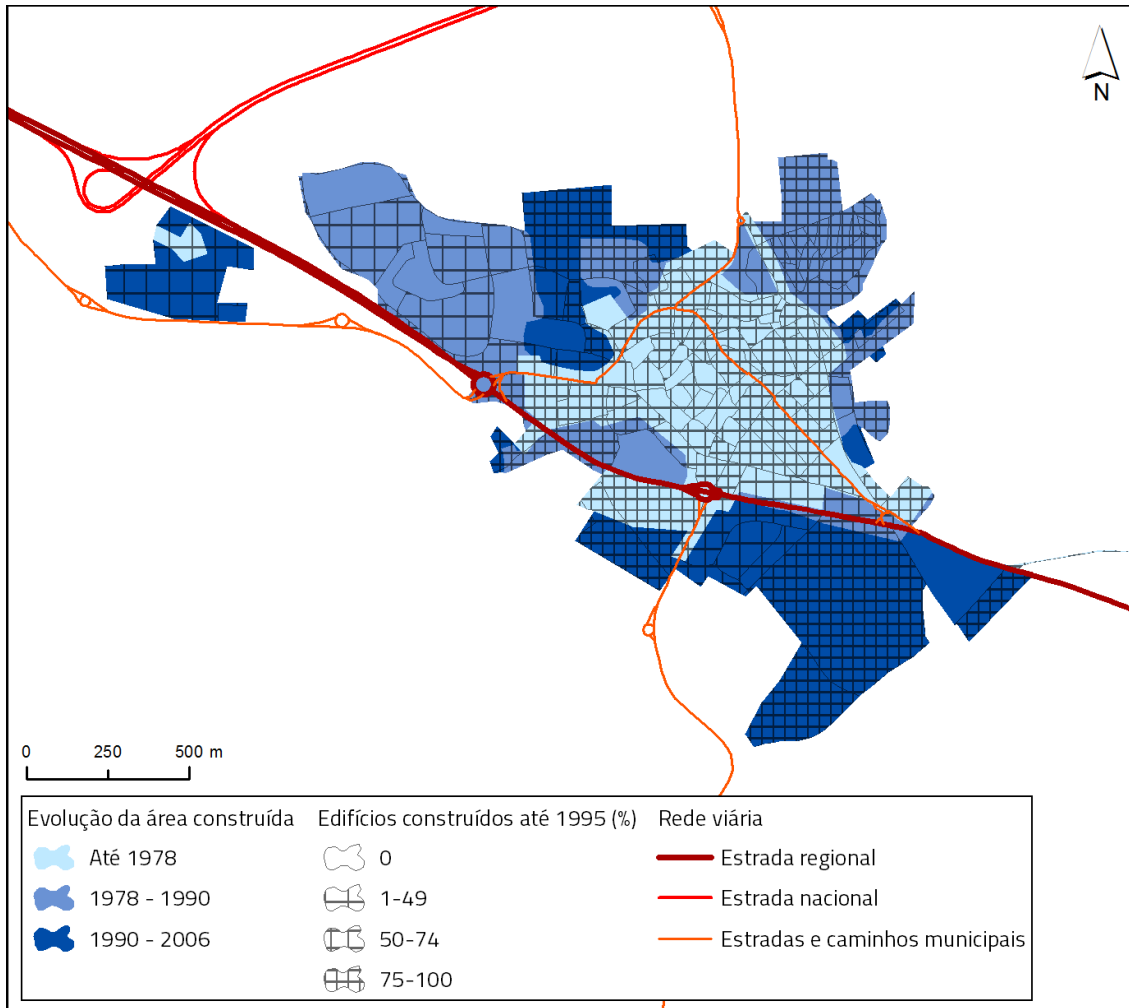 N
0 250 500 m
Evolução da área construída
Até 1978
1978 - 1990
1990 - 2006
Edifícios construídos até 1995 (%)
0
1-49
50-74
75-100
Rede viária
Estrada regional
Estrada nacional
Estradas e caminhos municipais